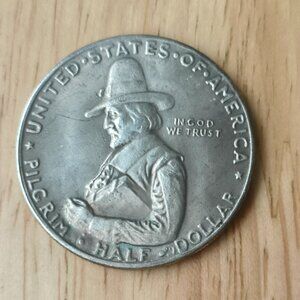 UNITED·STATES·OF·AMERICA
IN GOD
WE TRUST
PILGRIM · HALF DOLLAR